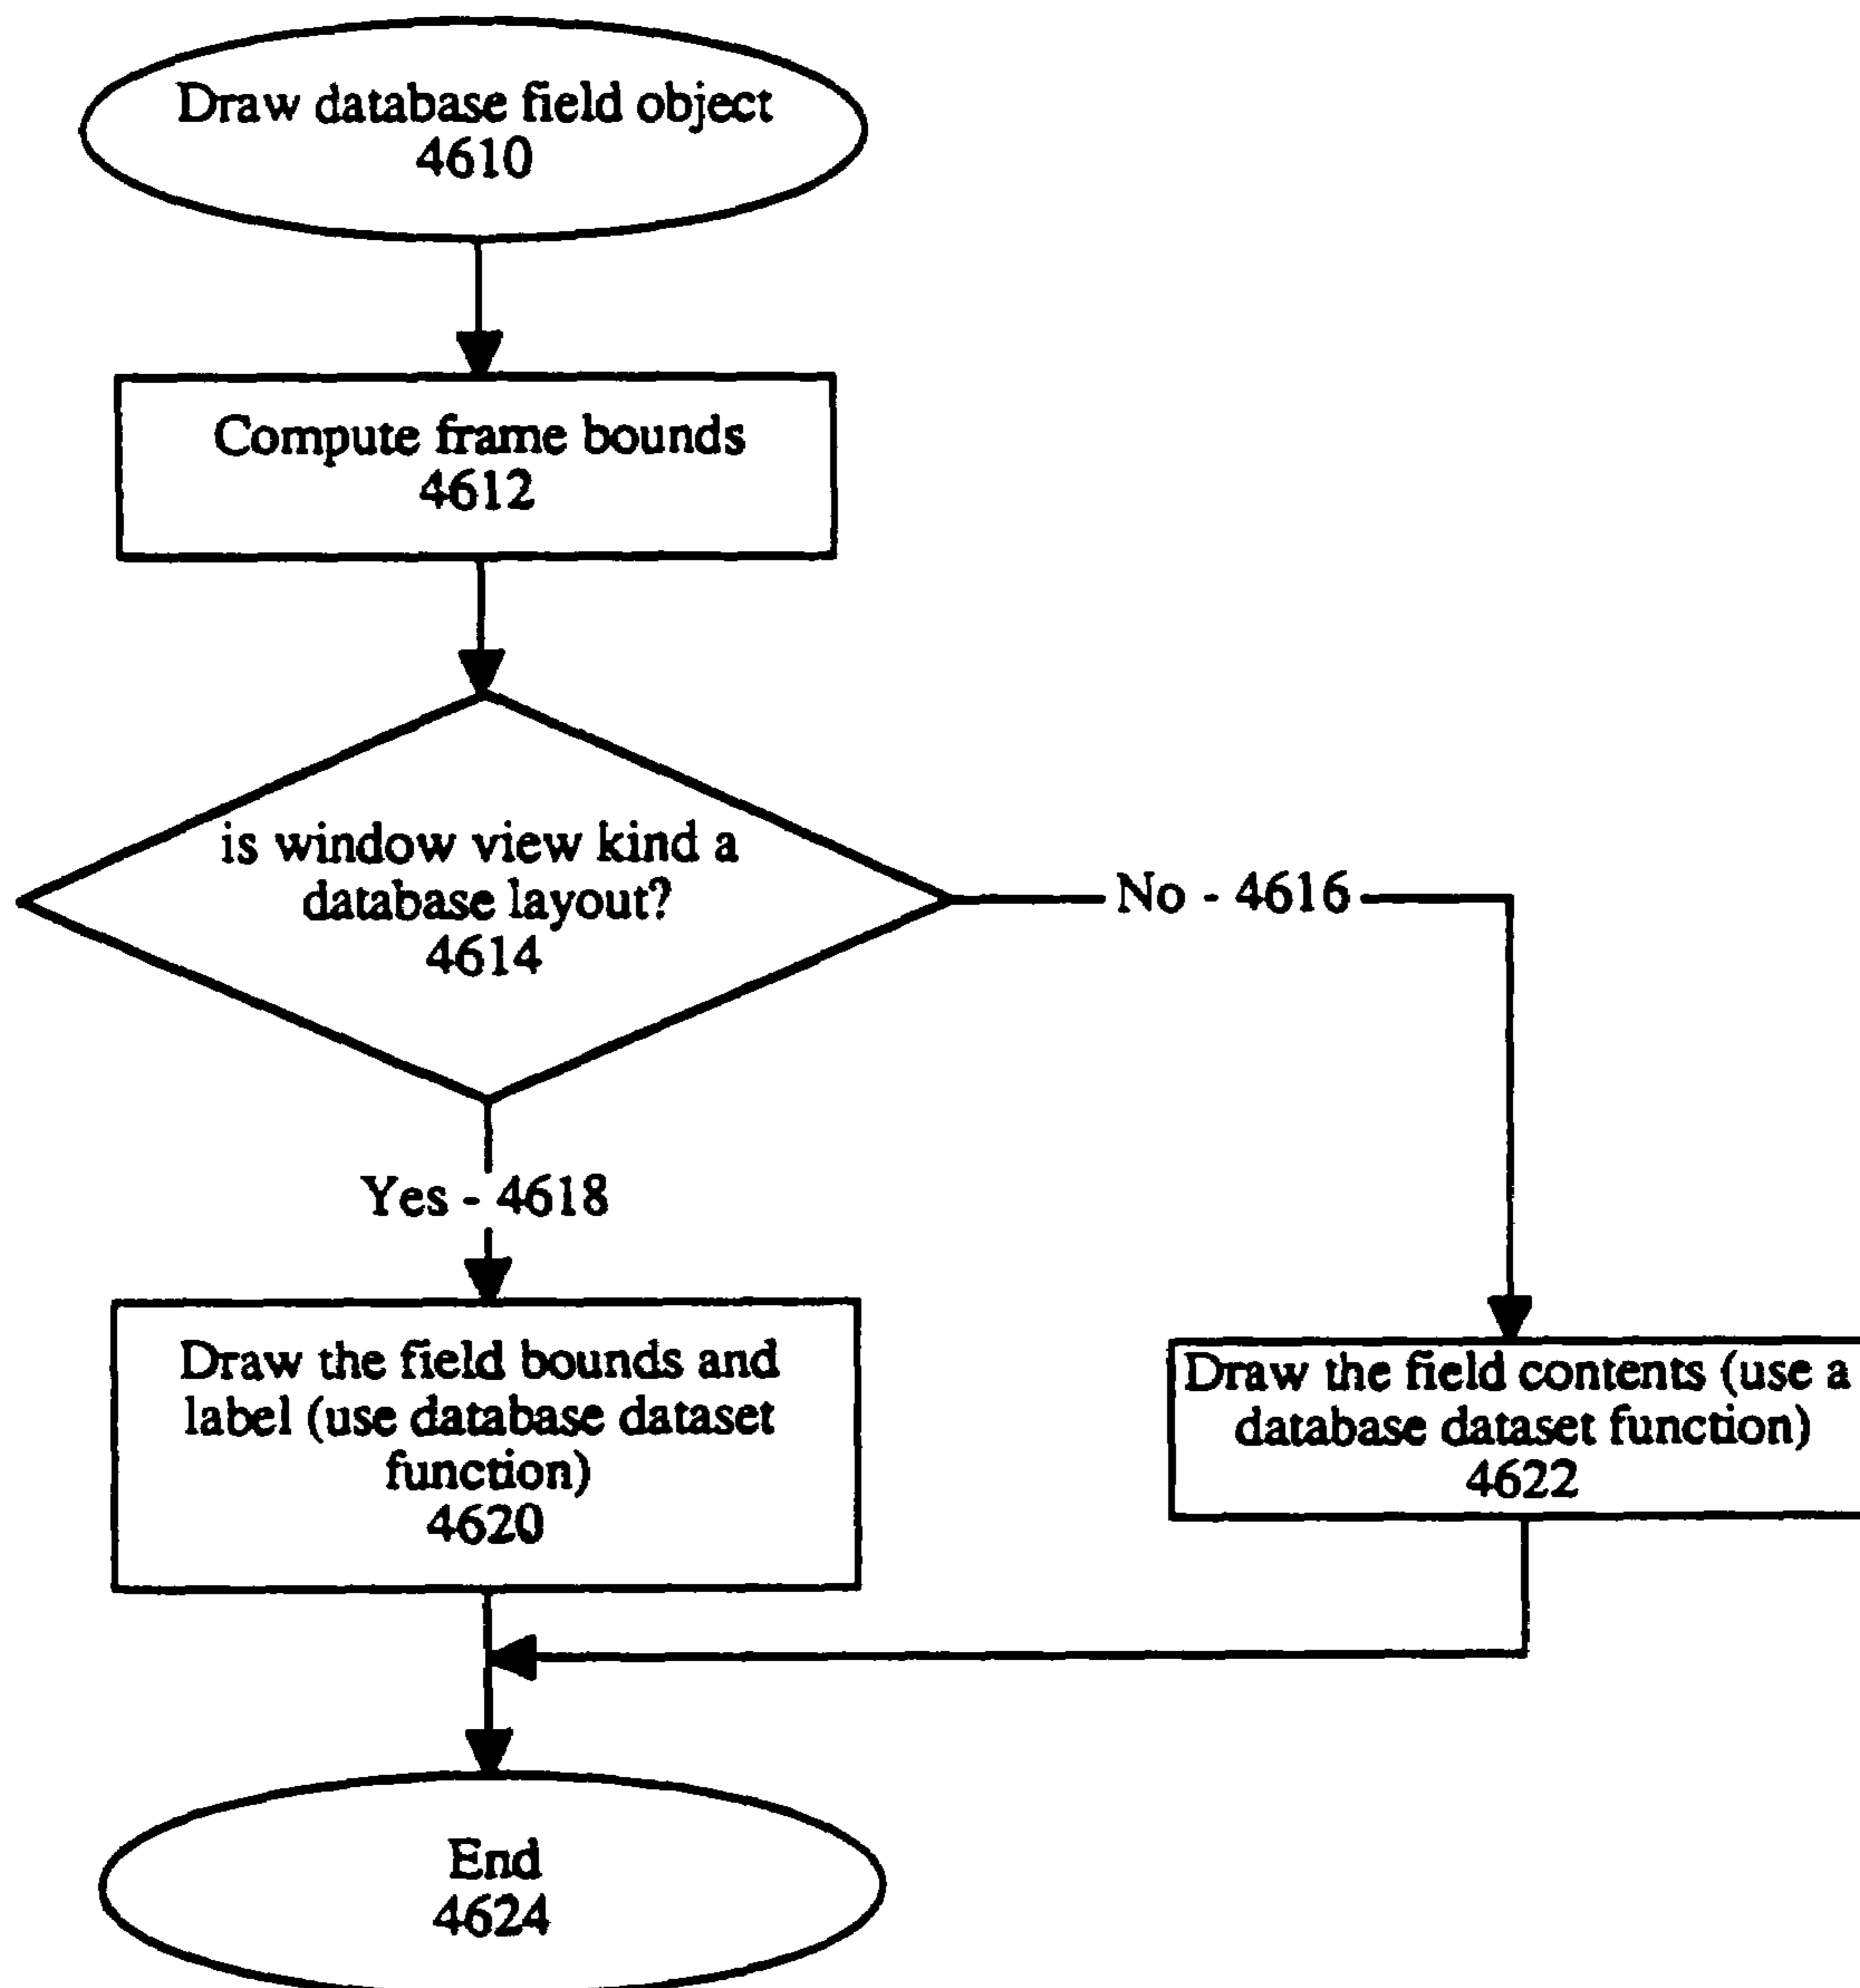 Draw database field object
4610
Compute frame bounds
4612
is window view kind a
database layout?
4614
No - 4616
Yes - 4618
Draw the field bounds and
label (use database dataset
function)
4620
Draw the field contents (use a
database dataset function)
4622
End
4624